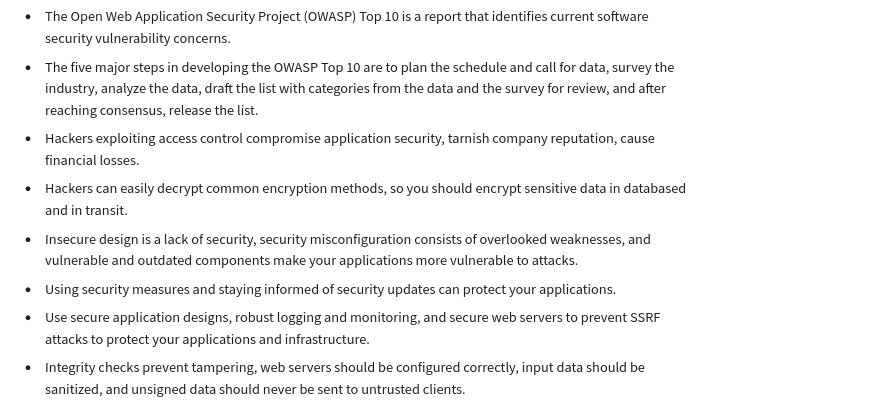 • The Open Web Application Security Project (OWASP) Top 10 is a report that identifies current software
security vulnerability concerns.
• The five major steps in developing the OWASP Top 10 are to plan the schedule and call for data, survey the
industry, analyze the data, draft the list with categories from the data and the survey for review, and after
reaching consensus, release the list.
• Hackers exploiting access control compromise application security, tarnish company reputation, cause
financial losses.
• Hackers can easily decrypt common encryption methods, so you should encrypt sensitive data in databased
and in transit.
• Insecure design is a lack of security, security misconfiguration consists of overlooked weaknesses, and
vulnerable and outdated components make your applications more vulnerable to attacks.
• Using security measures and staying informed of security updates can protect your applications.
• Use secure application designs, robust logging and monitoring, and secure web servers to prevent SSRF
attacks to protect your applications and infrastructure.
• Integrity checks prevent tampering, web servers should be configured correctly, input data should be
sanitized, and unsigned data should never be sent to untrusted clients.